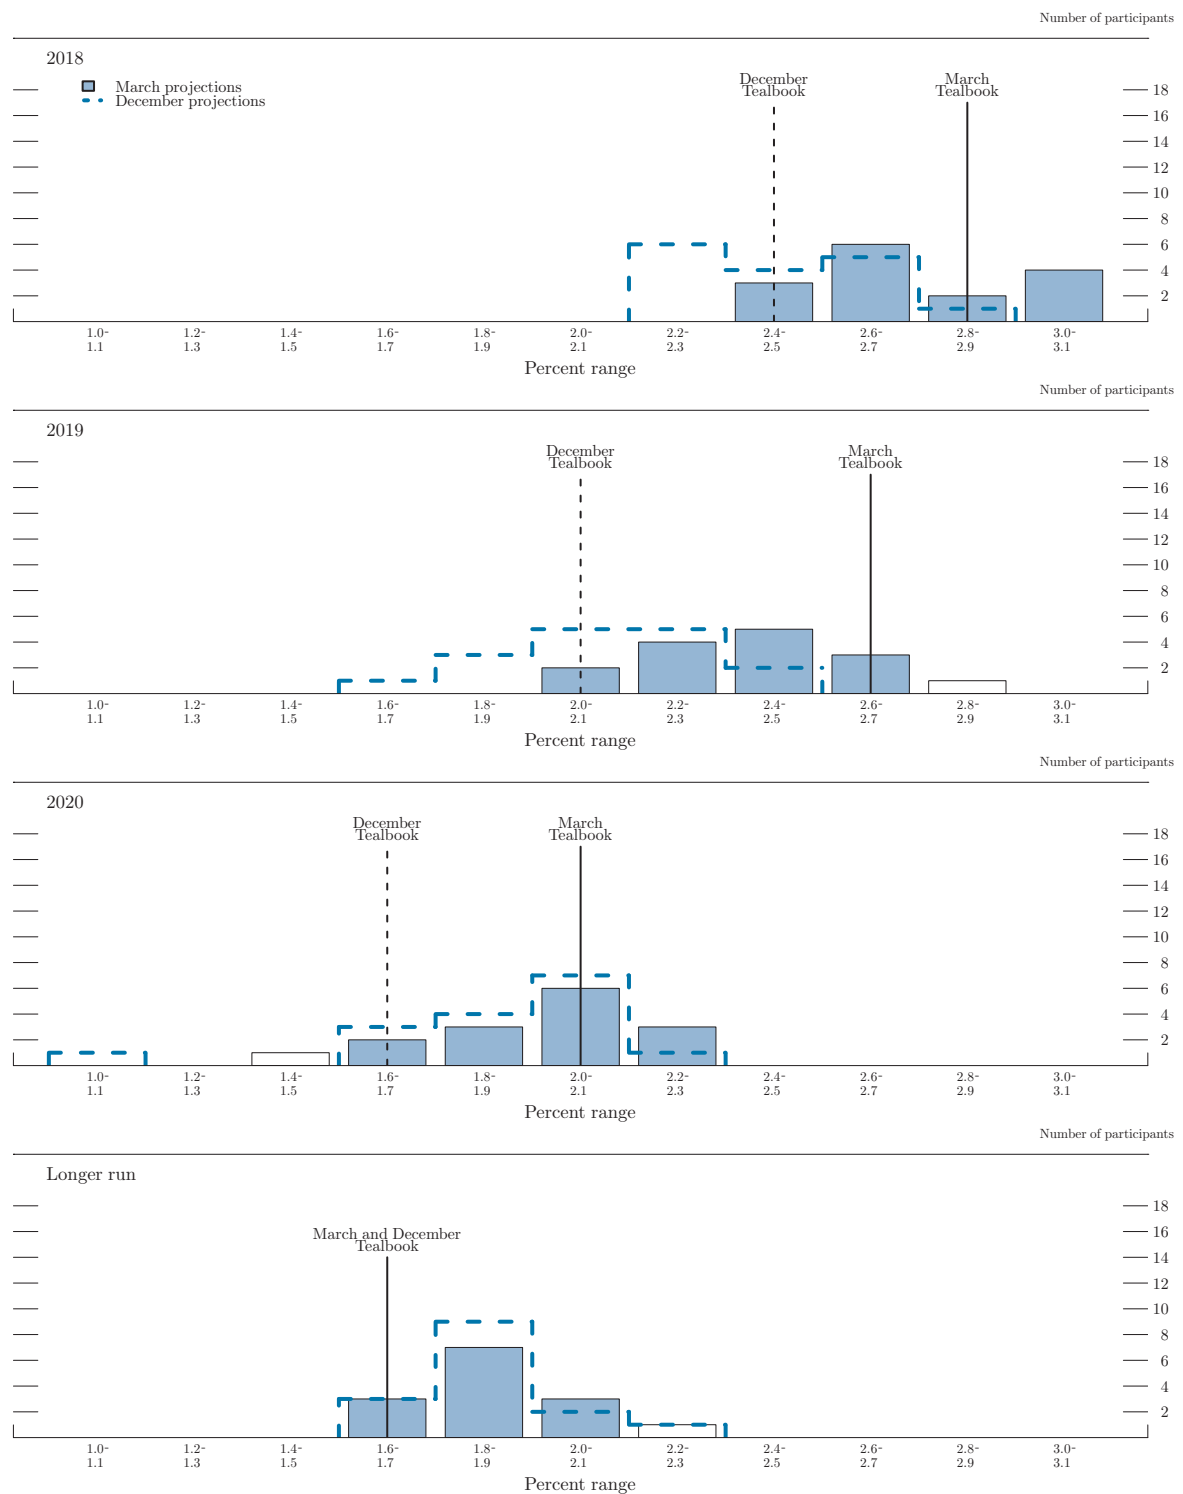 Number of participants
2018
March projections
December projections
December
Tealbook
March
Tealbook
18
16
14
12
10
8
6
4
2
1.0- 1.2- 1.4- 1.6- 1.8- 2.0- 2.2- 2.4- 2.6- 2.8- 3.0-
1.1 1.3 1.5 1.7 1.9 2.1 2.3 2.5 2.7 2.9 3.1
Percent range
Number of participants
2019
December
Tealbook
March
Tealbook
18
16
14
12
10
8
6
4
2
1.0- 1.2- 1.4- 1.6- 1.8- 2.0- 2.2- 2.4- 2.6- 2.8- 3.0-
1.1 1.3 1.5 1.7 1.9 2.1 2.3 2.5 2.7 2.9 3.1
Percent range
Number of participants
2020
December
Tealbook
March
Tealbook
18
16
14
12
10
8
6
4
2
1.0- 1.2- 1.4- 1.6- 1.8- 2.0- 2.2- 2.4- 2.6- 2.8- 3.0-
1.1 1.3 1.5 1.7 1.9 2.1 2.3 2.5 2.7 2.9 3.1
Percent range
Number of participants
Longer run
March and December
Tealbook
18
16
14
12
10
8
6
4
2
1.0- 1.2- 1.4- 1.6- 1.8- 2.0- 2.2- 2.4- 2.6- 2.8- 3.0-
1.1 1.3 1.5 1.7 1.9 2.1 2.3 2.5 2.7 2.9 3.1
Percent range